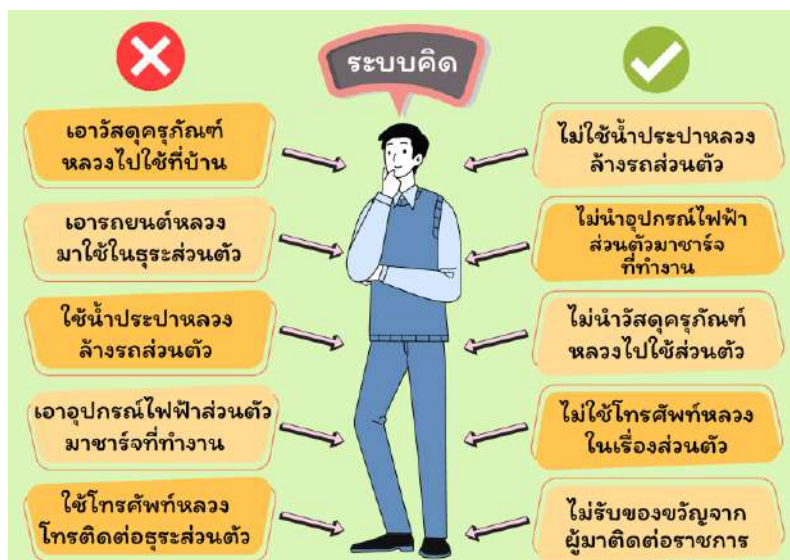 ระบบคิด
เอาวัสดุครุภัณฑ์
หลวงไปใช้ที่บ้าน
เอารถยนต์หลวง
มาใช้ในธุระส่วนตัว
ใช้น้ำประปาหลวง
ล้างรถส่วนตัว
เอาอุปกรณ์ไฟฟ้าส่วนตัว
มาชาร์จที่ทำงาน
ใช้โทรศัพท์หลวง
โทรติดต่อธุระส่วนตัว
ไม่ใช้น้ำประปาหลวง
ล้างรถส่วนตัว
ไม่นำอุปกรณ์ไฟฟ้า
ส่วนตัวมาชาร์จ
ที่ทำงาน
ไม่นำวัสดุครุภัณฑ์
หลวงไปใช้ส่วนตัว
ไม่ใช้โทรศัพท์หลวง
ในเรื่องส่วนตัว
ไม่รับของขวัญจาก
ผู้มาติดต่อราชการ